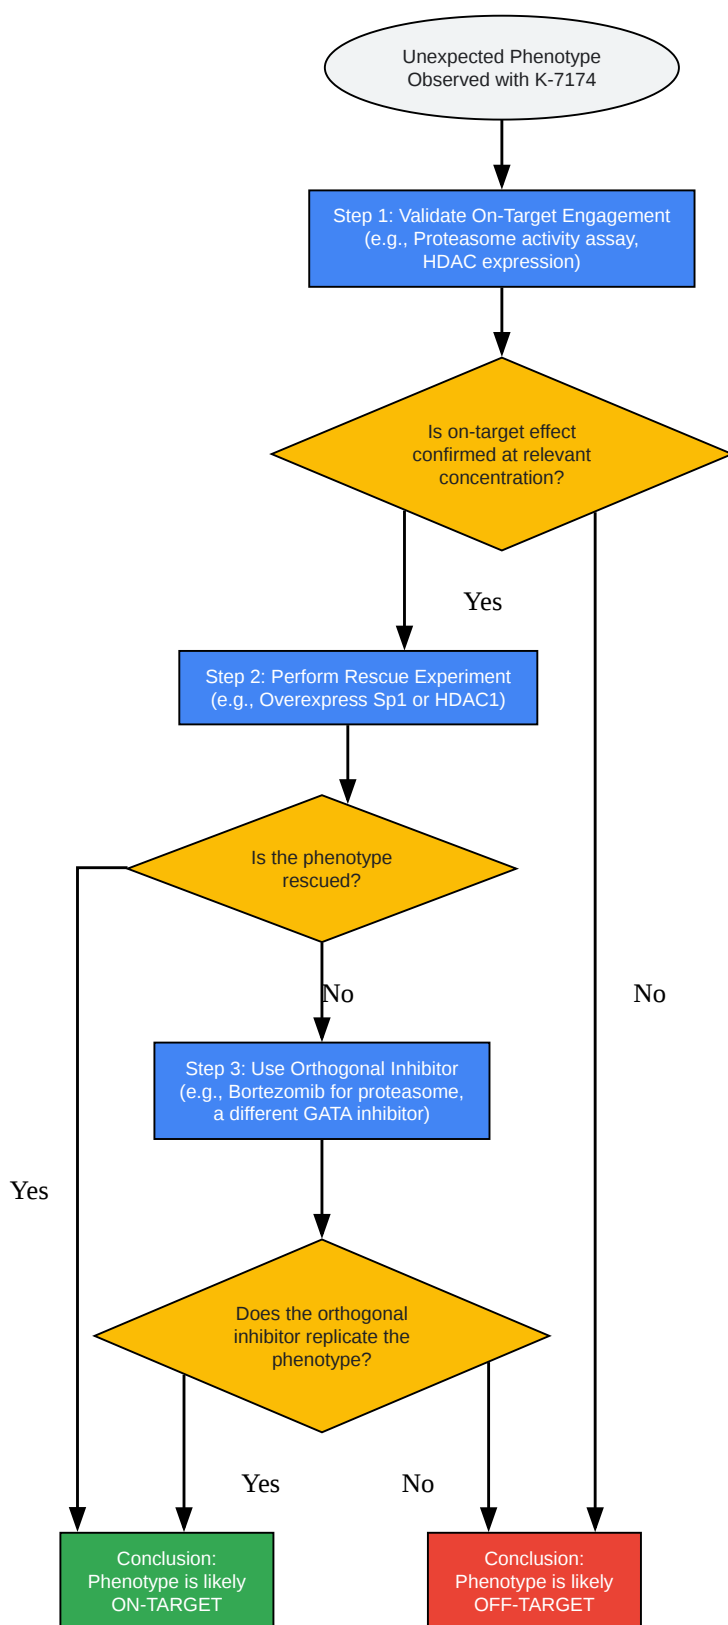 Unexpected Phenotype
Observed with K-7174
Step 1: Validate On-Target Engagement
(e.g., Proteasome activity assay,
HDAC expression)
Is on-target effect
confirmed at relevant
concentration?
Yes
Step 2: Perform Rescue Experiment
(e.g., Overexpress Sp1 or HDAC1)
Is the phenotype
rescued?
No
No
Step 3: Use Orthogonal Inhibitor
(e.g., Bortezomib for proteasome,
a different GATA inhibitor)
Yes
Does the orthogonal
inhibitor replicate the
phenotype?
Yes
No
Conclusion:
Phenotype is likely
ON-TARGET
Conclusion:
Phenotype is likely
OFF-TARGET